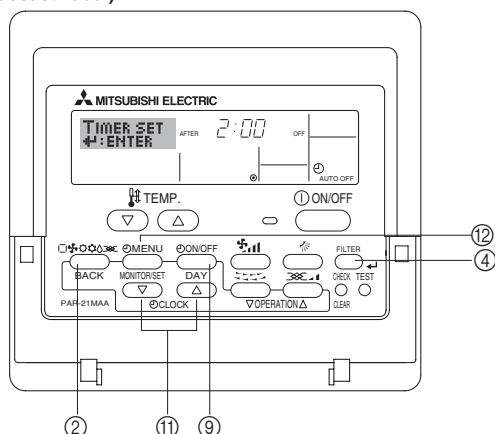 MITSUBISHI ELECTRIC
TIMER SET
↵:ENTER
AFTER 2:00 OFF
AUTO OFF
TEMP. ON/OFF
MENU ON/OFF FILTER
BACK MONITOR/SET DAY CHECK TEST
PAR-21MAA CLOCK ▽OPERATION△ CLEAR
⑫
④
② ⑪ ⑨